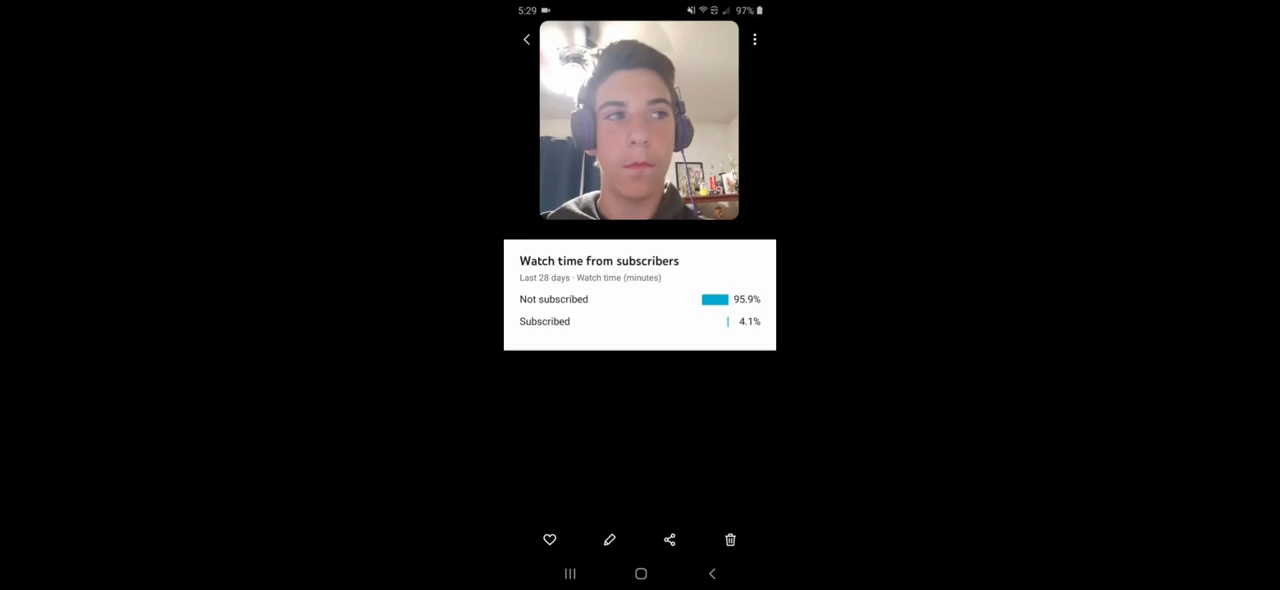 5:29 97%
Watch time from subscribers
Last 28 days · Watch time (minutes)
Not subscribed 95.9%
Subscribed 4.1%